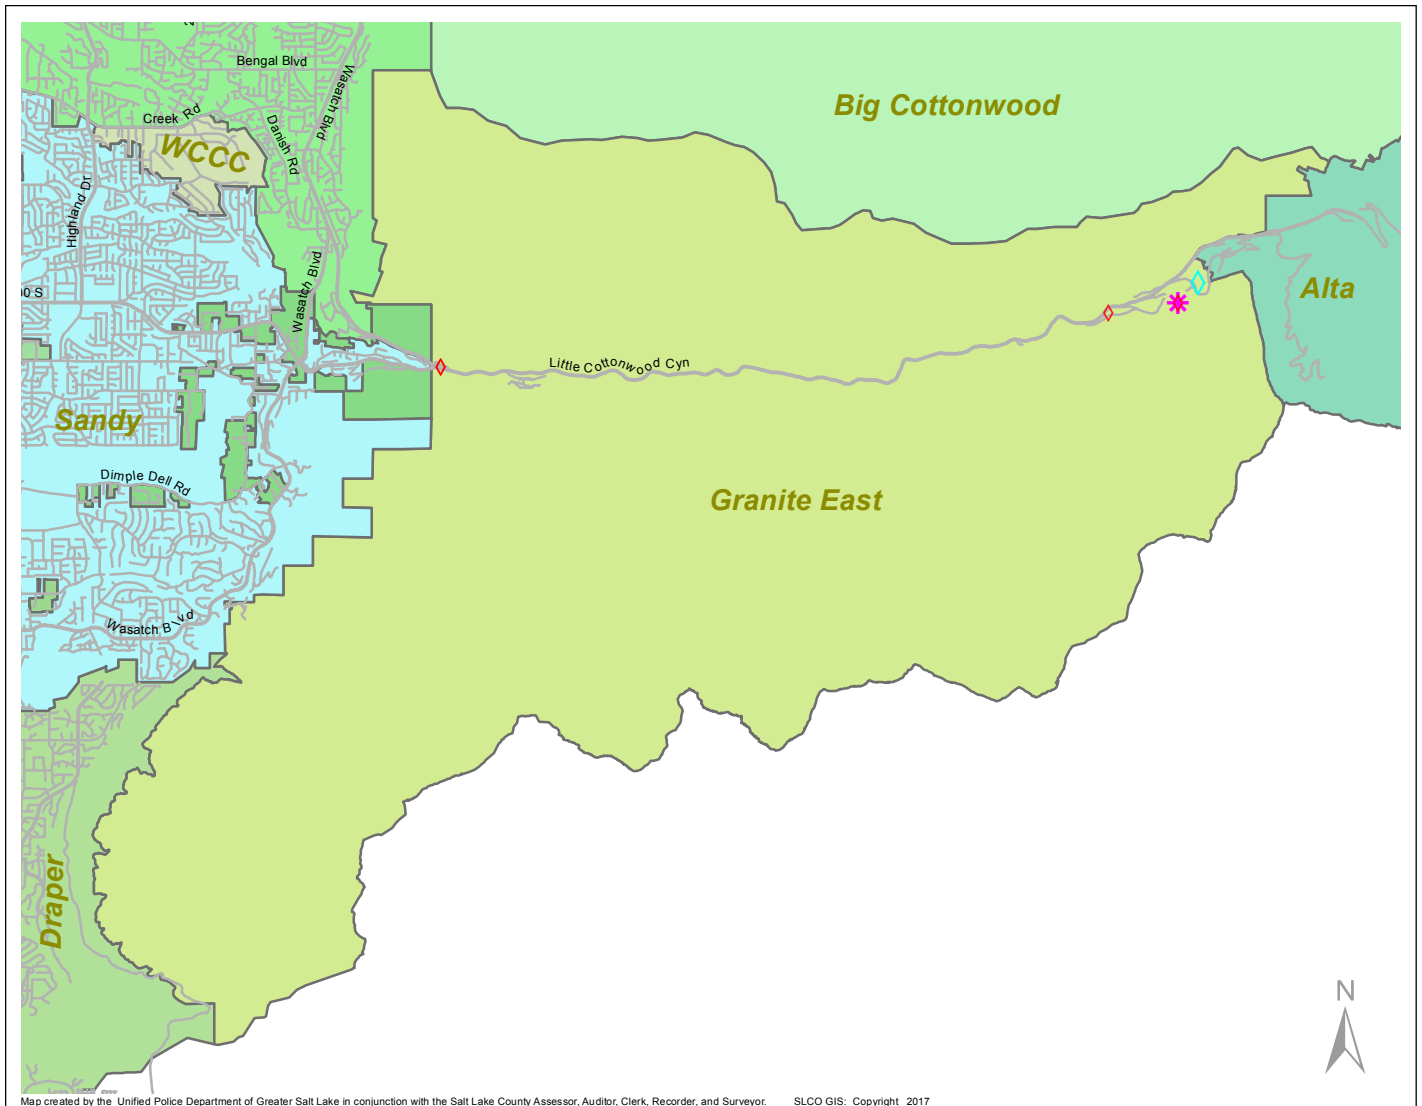 Bengal Blvd
Wasatch Blvd
Big Cottonwood
Creek Rd
Danish Rd
WCCC
Highland Dr
Wasatch Blvd
Alta
00 S
Little Cottonwood Cyn
Sandy
Dimple Dell Rd
Granite East
Wasatch Blvd
Draper
N
Map created by the Unified Police Department of Greater Salt Lake in conjunction with the Salt Lake County Assessor, Auditor, Clerk, Recorder, and Surveyor. SLCO GIS: Copyright 2017